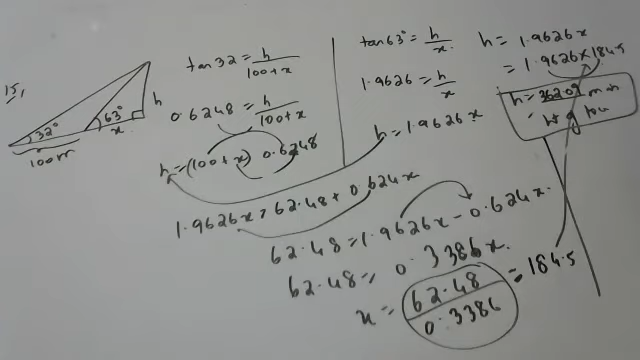 15,
32°
63°
x
h
100m
tan 32 = h/100+x
0.6248 = h/100+x
h = (100+x) 0.6248
tan 63° = h/x
1.9626 = h/x
h = 1.9626x
h = 1.9626x
= 1.9626×184.5
h = 362.09 m
1.9626x = 62.48 + 0.624x
62.48 = 1.9626x - 0.624x
62.48 = 0.3386x
x = 62.48/0.3386 = 184.5